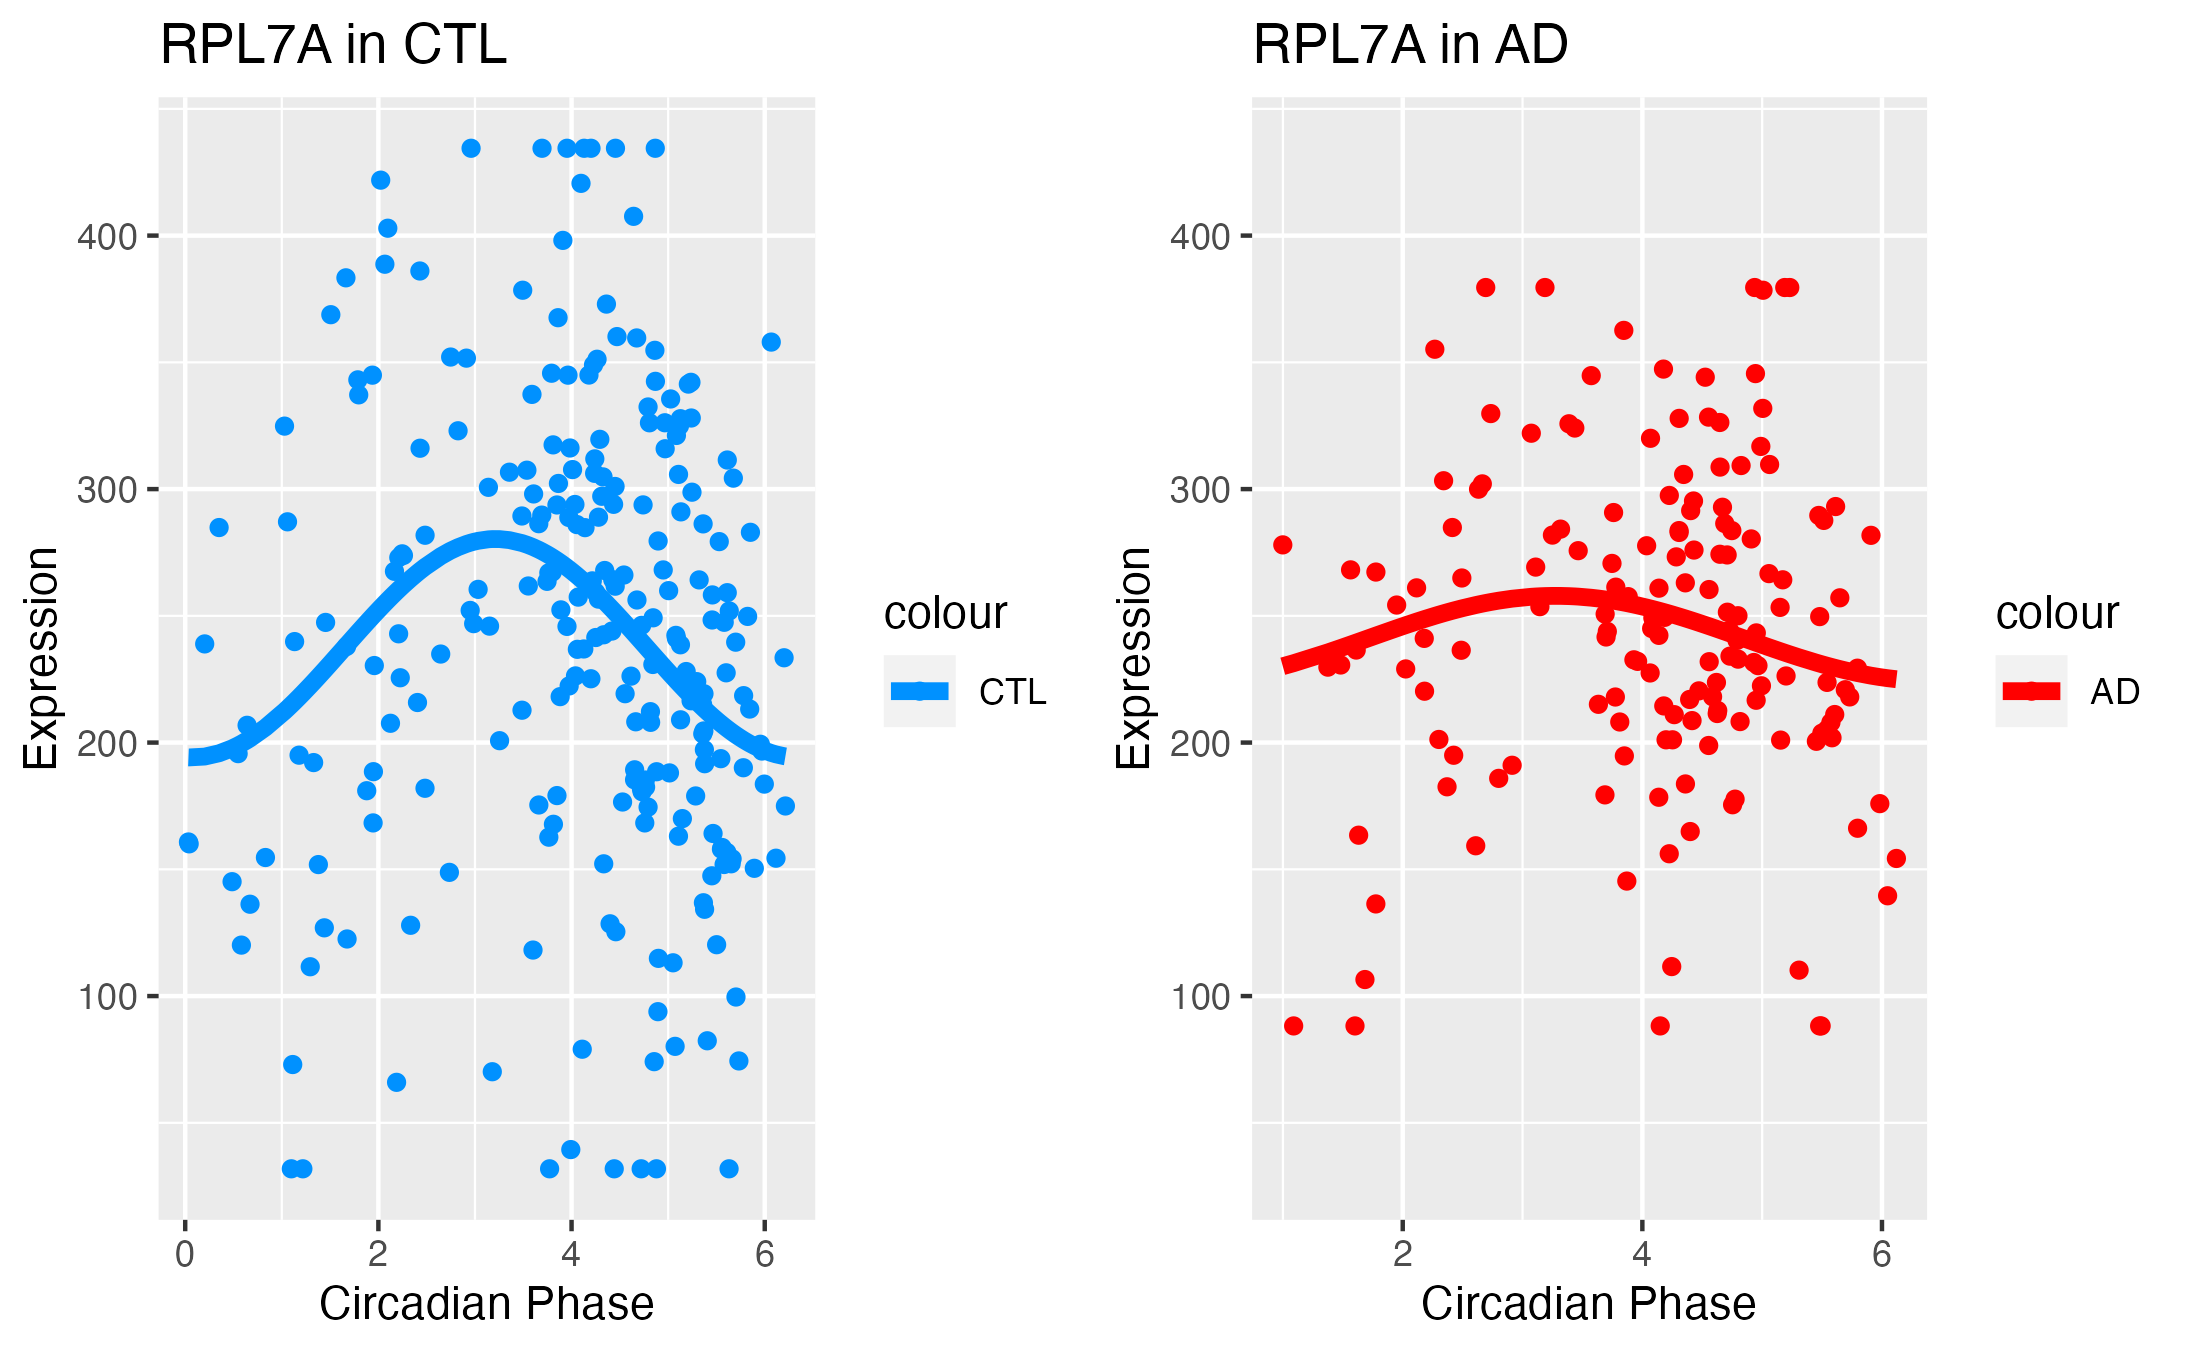 RPL7A in CTL
Expression
400
300
200
100
0 2 4 6
Circadian Phase
colour
CTL
RPL7A in AD
Expression
400
300
200
100
2 4 6
Circadian Phase
colour
AD